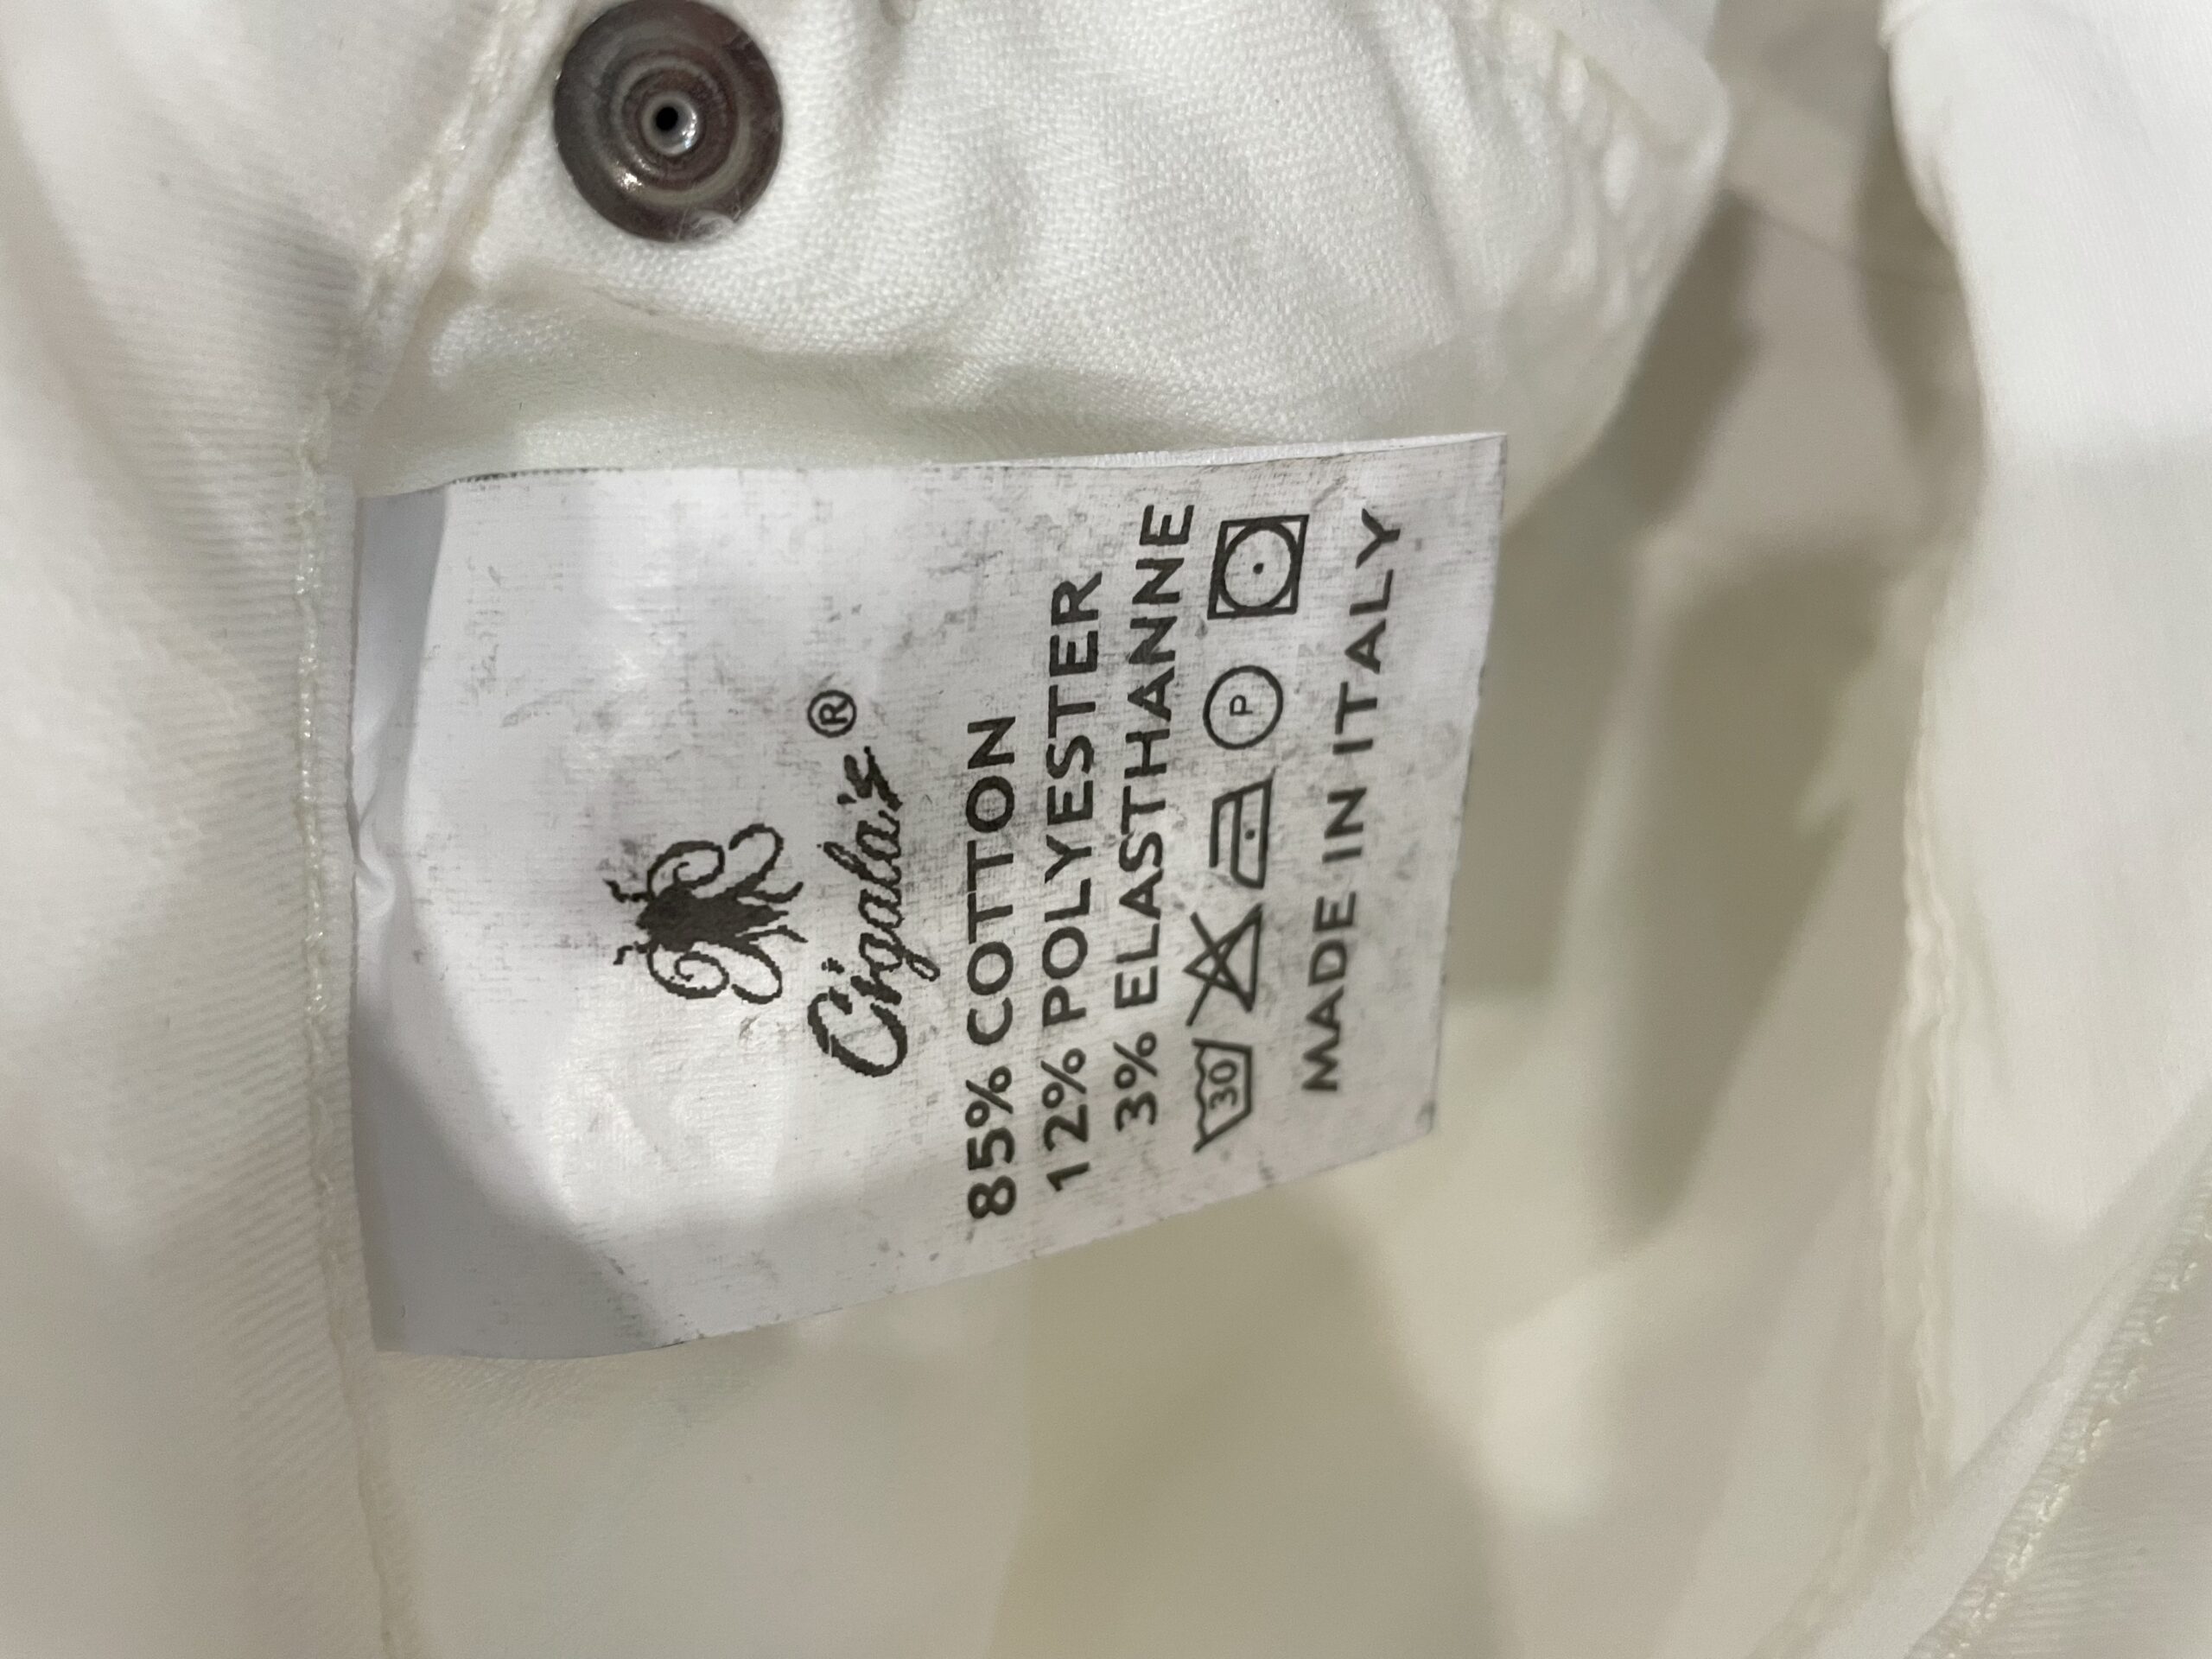 Cigala's ®
85% COTTON
12% POLYESTER
3% ELASTHANNE
30 P
MADE IN ITALY